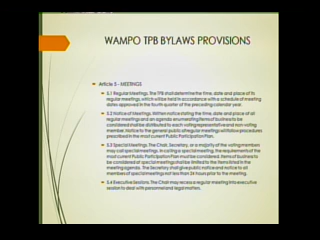 WAMPO TPB BYLAWS PROVISIONS
Article 5 - MEETINGS
5.1 Regular Meetings. The TPB shall determine the time, date and place of its
regular meetings, which will be held in accordance with a schedule of meeting
dates approved in the fourth quarter of the preceding calendar year.
5.2 Notice of Meetings. Written notice stating the time, date and place of all
regular meetings and an agenda enumerating items of business to be
considered shall be distributed to each voting representative and non-voting
member. Notice to the general public of regular meetings will follow procedures
prescribed in the most current Public Participation Plan.
5.3 Special Meetings. The Chair, Secretary, or a majority of the voting members
may call special meetings. In calling a special meeting, the requirements of the
most current Public Participation Plan must be considered. Items of business to be
considered at special meetings shall be limited to the items listed in the
meeting agenda. The Secretary shall give public notice and notice to all
members of special meetings not less than 24 hours prior to the meeting.
5.4 Executive Sessions. The Chair may recess a regular meeting into executive
session to deal with personnel and legal matters.